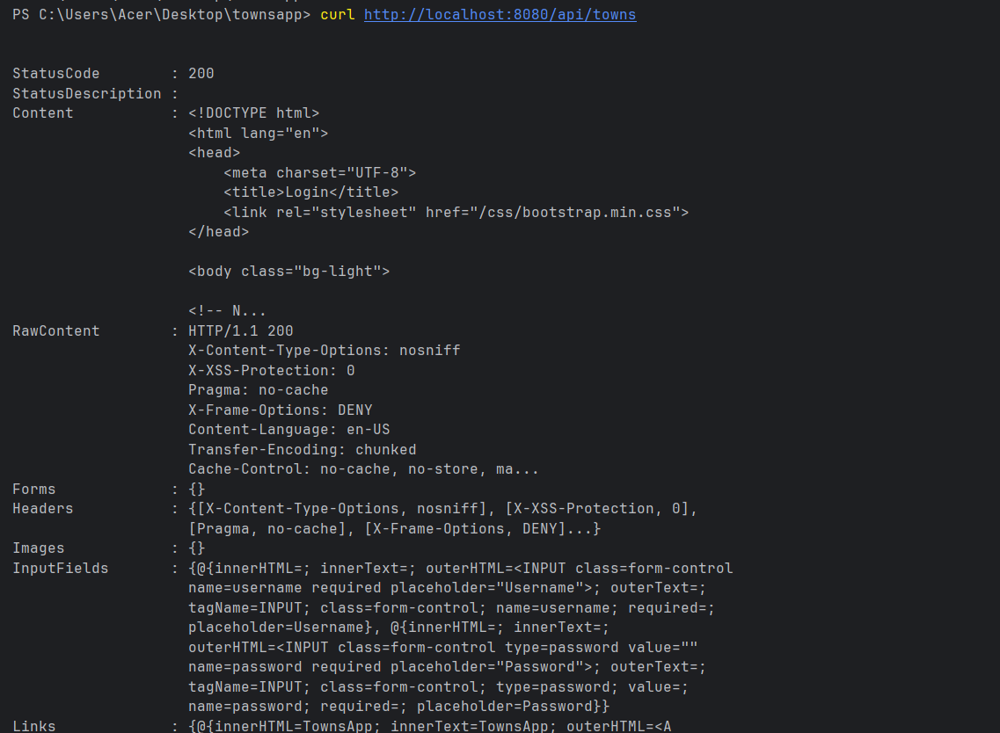 PS C:\Users\Acer\Desktop\townsapp> curl http://localhost:8080/api/towns
StatusCode        : 200
StatusDescription :
Content           : <!DOCTYPE html>
                    <html lang="en">
                    <head>
                        <meta charset="UTF-8">
                        <title>Login</title>
                        <link rel="stylesheet" href="/css/bootstrap.min.css">
                    </head>
                    <body class="bg-light">
                    <!-- N...
RawContent        : HTTP/1.1 200
                    X-Content-Type-Options: nosniff
                    X-XSS-Protection: 0
                    Pragma: no-cache
                    X-Frame-Options: DENY
                    Content-Language: en-US
                    Transfer-Encoding: chunked
                    Cache-Control: no-cache, no-store, ma...
Forms             : {}
Headers           : {[X-Content-Type-Options, nosniff], [X-XSS-Protection, 0],
                    [Pragma, no-cache], [X-Frame-Options, DENY]...}
Images            : {}
InputFields       : {@{innerHTML=; innerText=; outerHTML=<INPUT class=form-control
                    name=username required placeholder="Username">; outerText=;
                    tagName=INPUT; class=form-control; name=username; required=;
                    placeholder=Username}, @{innerHTML=; innerText=;
                    outerHTML=<INPUT class=form-control type=password value=""
                    name=password required placeholder="Password">; outerText=;
                    tagName=INPUT; class=form-control; type=password; value=;
                    name=password; required=; placeholder=Password}}
Links             : {@{innerHTML=TownsApp; innerText=TownsApp; outerHTML=<A